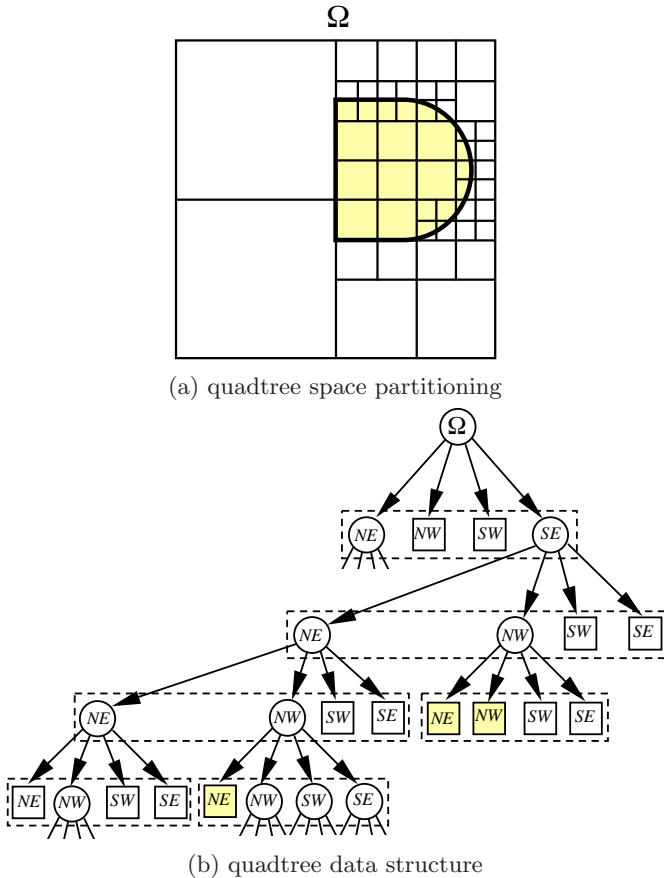 Ω
(a) quadtree space partitioning
Ω
NE NW SW SE
NE NW SW SE
NE NW SW SE NE NW SW SE
NE NW SW SE NE NW SW SE
(b) quadtree data structure